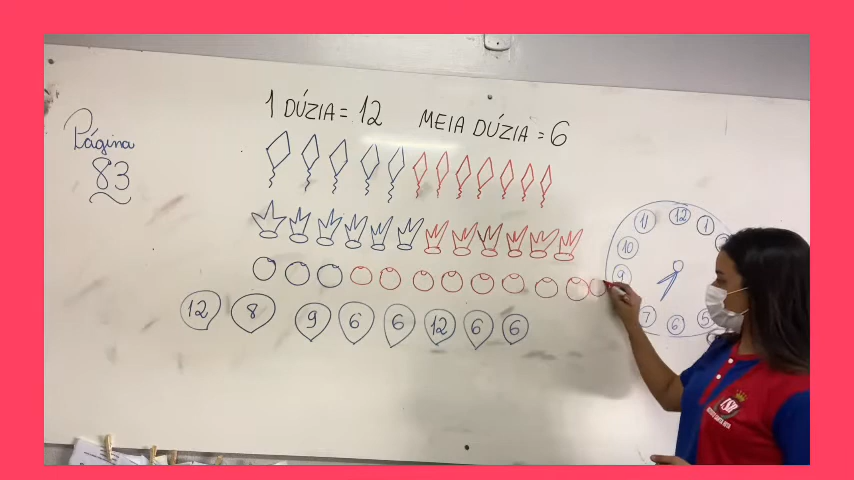 1 DÚZIA = 12 MEIA DÚZIA = 6
Página
83
12 8 9 6 6 12 6 6
11 12 1
10
9
7 6 5